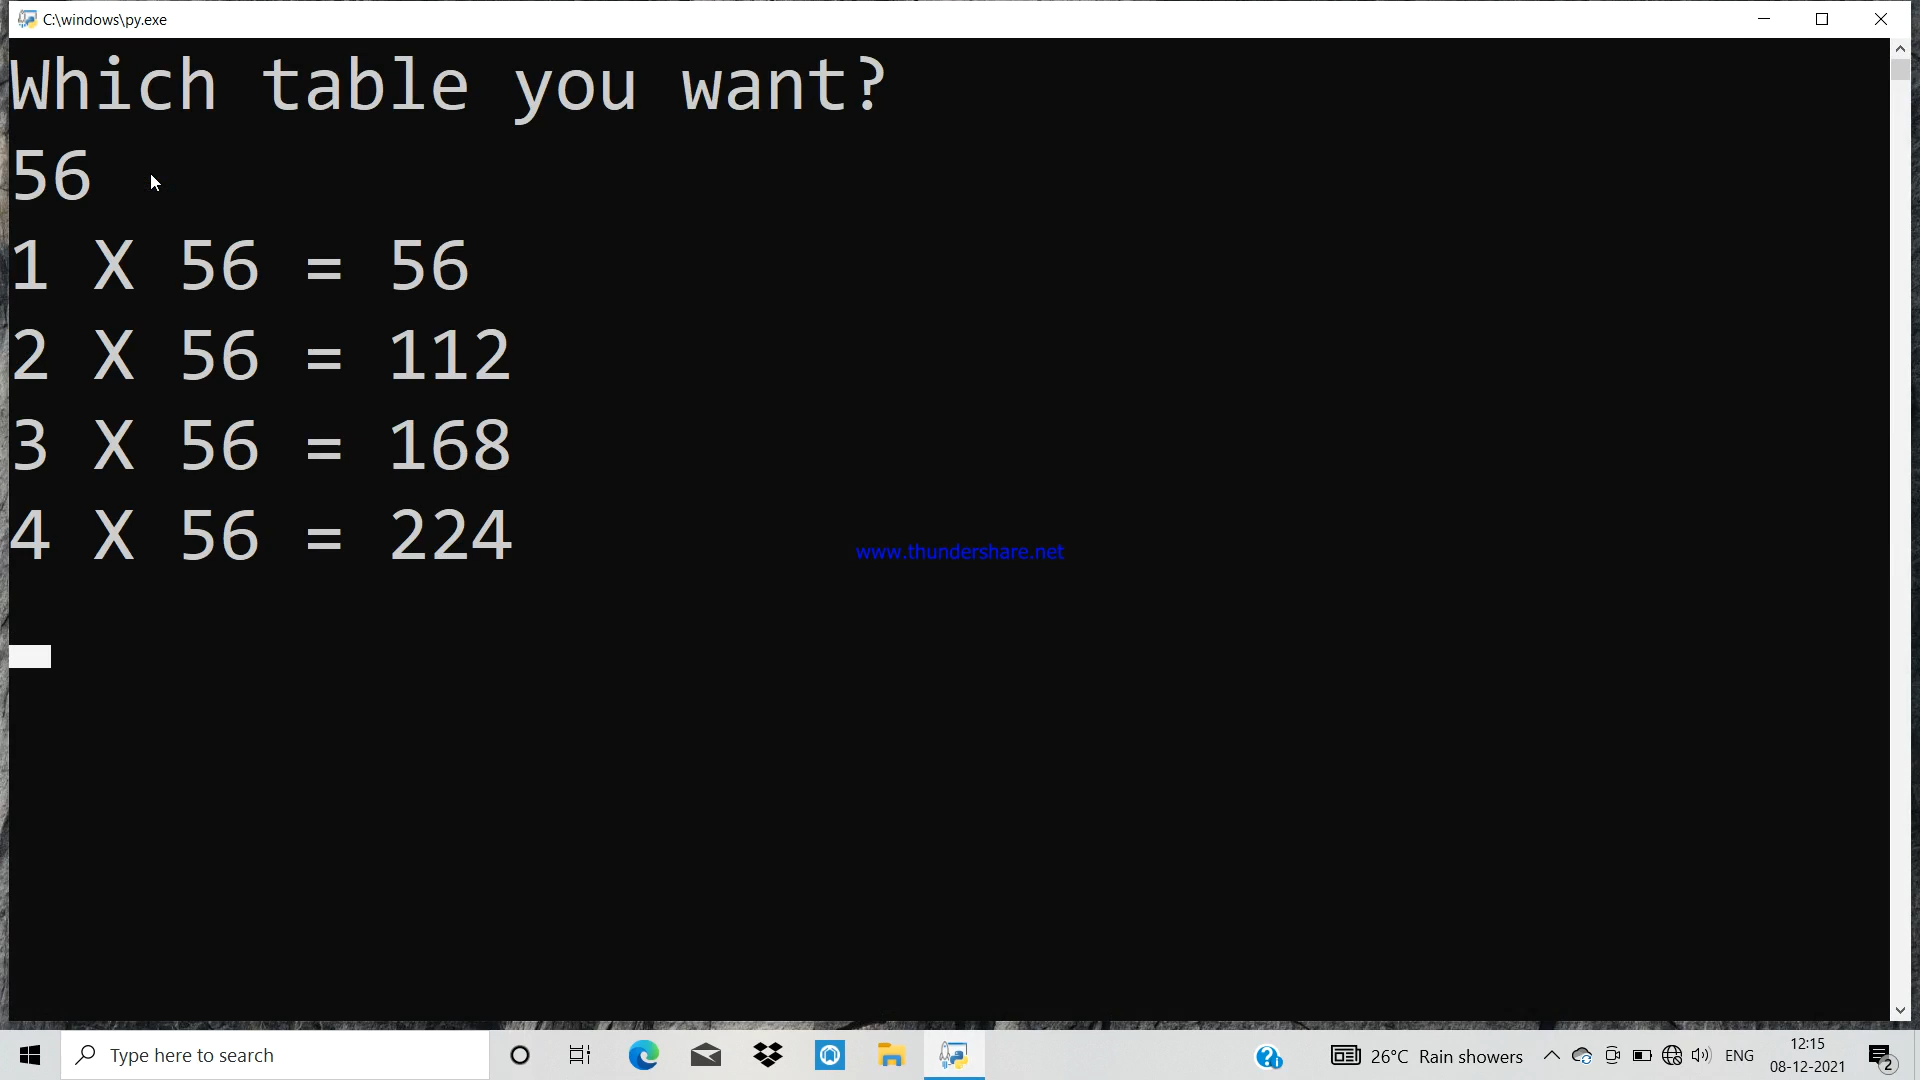 C:\windows\py.exe
Which table you want?
56
1 X 56 = 56
2 X 56 = 112
3 X 56 = 168
4 X 56 = 224
www.thundershare.net
Type here to search
26°C Rain showers
ENG
12:15
08-12-2021
2